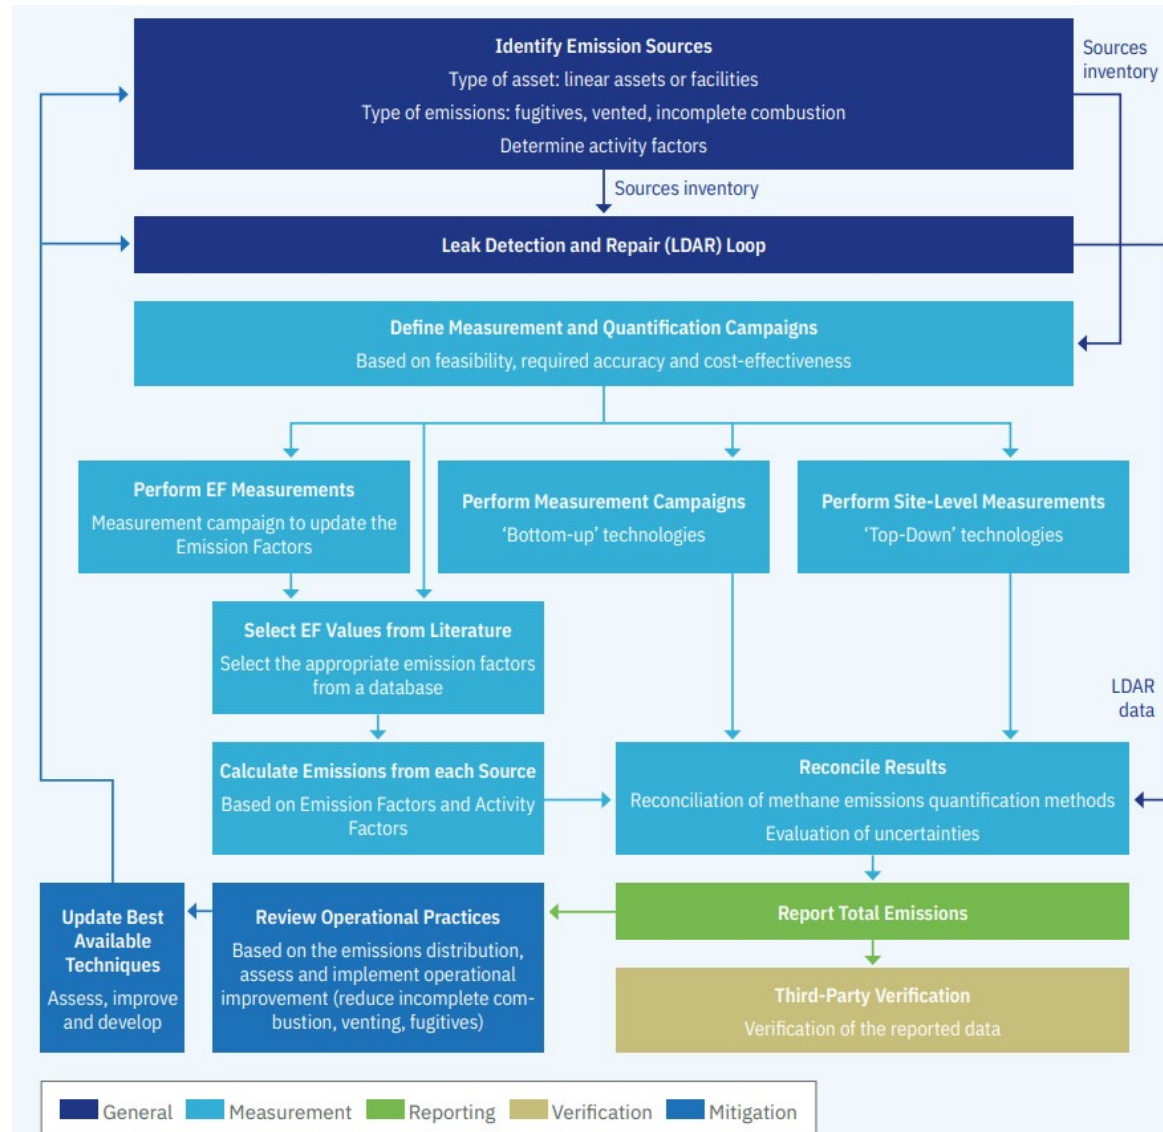 Identify Emission Sources
Type of asset: linear assets or facilities
Type of emissions: fugitives, vented, incomplete combustion
Determine activity factors
Sources
inventory
Sources inventory
Leak Detection and Repair (LDAR) Loop
Define Measurement and Quantification Campaigns
Based on feasibility, required accuracy and cost-effectiveness
Perform EF Measurements
Measurement campaign to update the
Emission Factors
Perform Measurement Campaigns
‘Bottom-up’ technologies
Perform Site-Level Measurements
‘Top-Down’ technologies
Select EF Values from Literature
Select the appropriate emission factors
from a database
LDAR
data
Calculate Emissions from each Source
Based on Emission Factors and Activity
Factors
Reconcile Results
Reconciliation of methane emissions quantification methods
Evaluation of uncertainties
Update Best
Available
Techniques
Assess, improve
and develop
Review Operational Practices
Based on the emissions distribution,
assess and implement operational
improvement (reduce incomplete com-
bustion, venting, fugitives)
Report Total Emissions
Third-Party Verification
Verification of the reported data
General
Measurement
Reporting
Verification
Mitigation